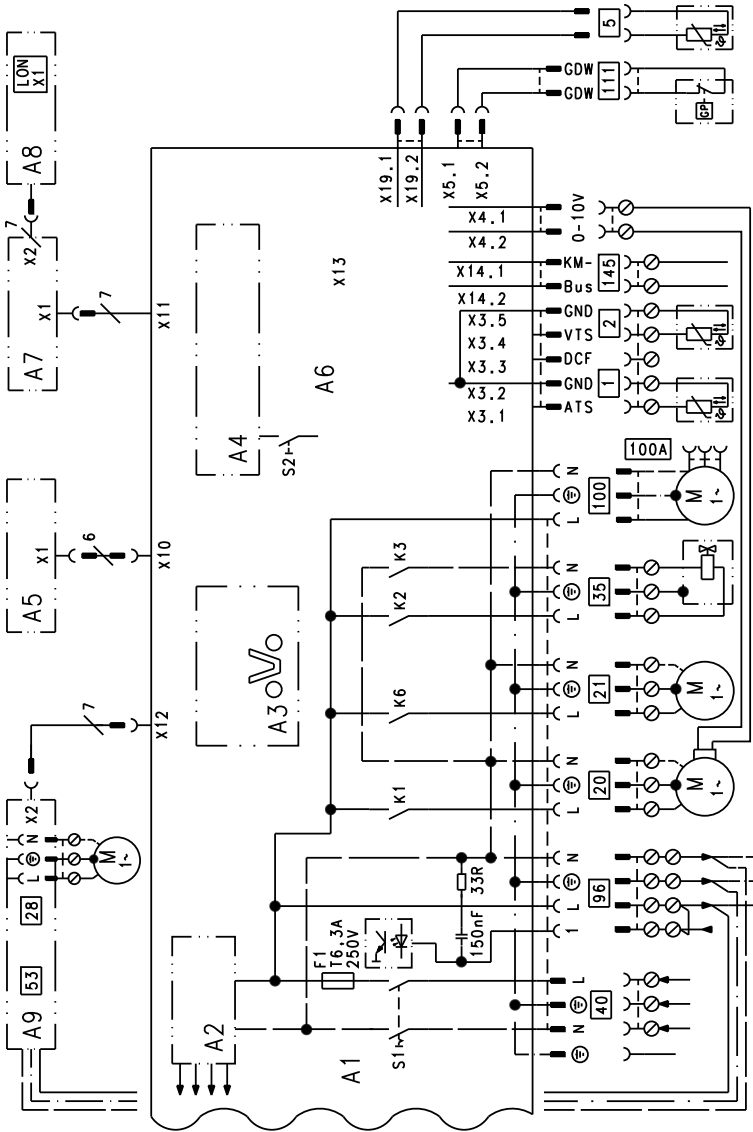 LON
X1
A8
7
X2
X1
A7
7
X11
X13
A6
A4
S2
X1
A5
6
X10
A3
7
X12
X2
N
L
M
1~
28
53
A9
A2
A1
F1
T6,3A
250V
S1
33R
150nF
K3
K2
K6
K1
X19.1
X19.2
X5.1
X5.2
5
GDW
GDW
111
GP
X4.1
X4.2
0-10V
X14.1
X14.2
KM-
Bus
145
X3.5
X3.4
X3.3
X3.2
X3.1
GND
VTS
DCF
GND
ATS
2
1
100A
N
L
100
M
1~
N
L
35
N
L
21
M
1~
N
L
20
M
1~
N
L
1
96
L
N
40